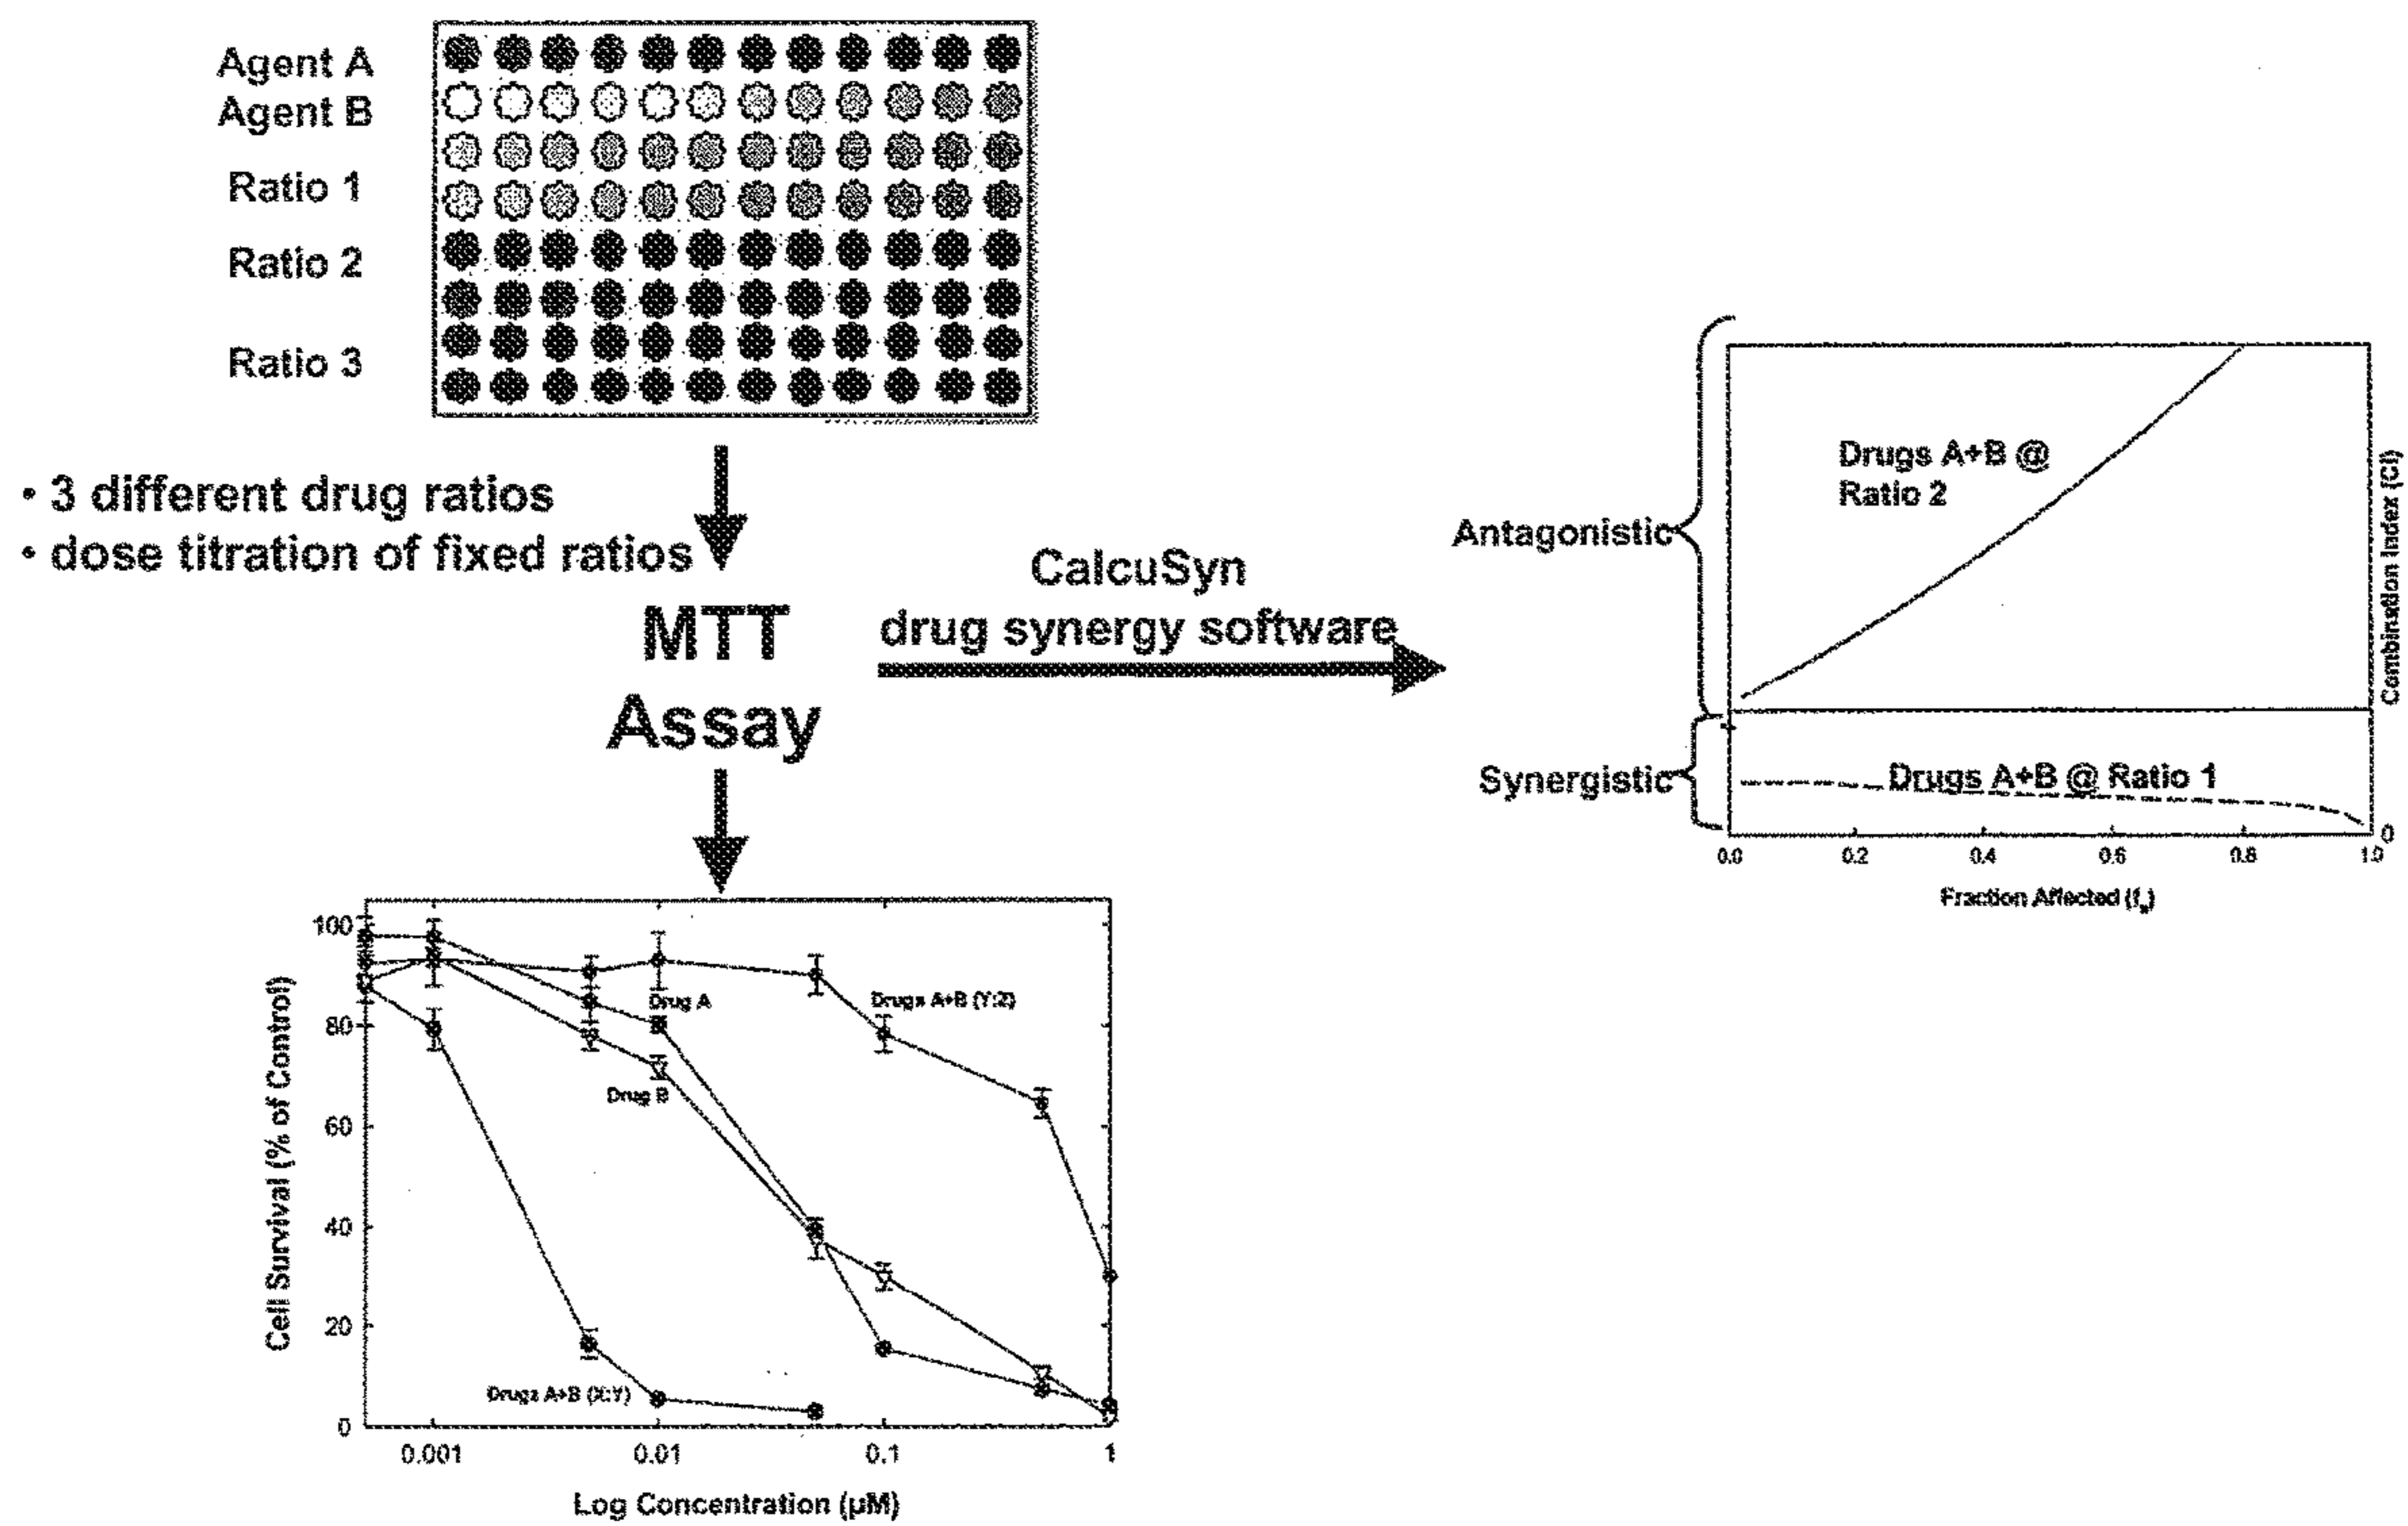 Agent A
Agent B
Ratio 1
Ratio 2
Ratio 3
• 3 different drug ratios
• dose titration of fixed ratios
MTT
Assay
CalcuSyn
drug synergy software
Antagonistic
Synergistic
Drugs A+B @
Ratio 2
Drugs A+B @ Ratio 1
Combination Index (CI)
0
0.0 0.2 0.4 0.6 0.8 1.0
Fraction Affected (fa)
Cell Survival (% of Control)
100
80
60
40
20
0
Drug A
Drug B
Drugs A+B (Y:Z)
Drugs A+B (X:Y)
0.001 0.01 0.1 1
Log Concentration (µM)